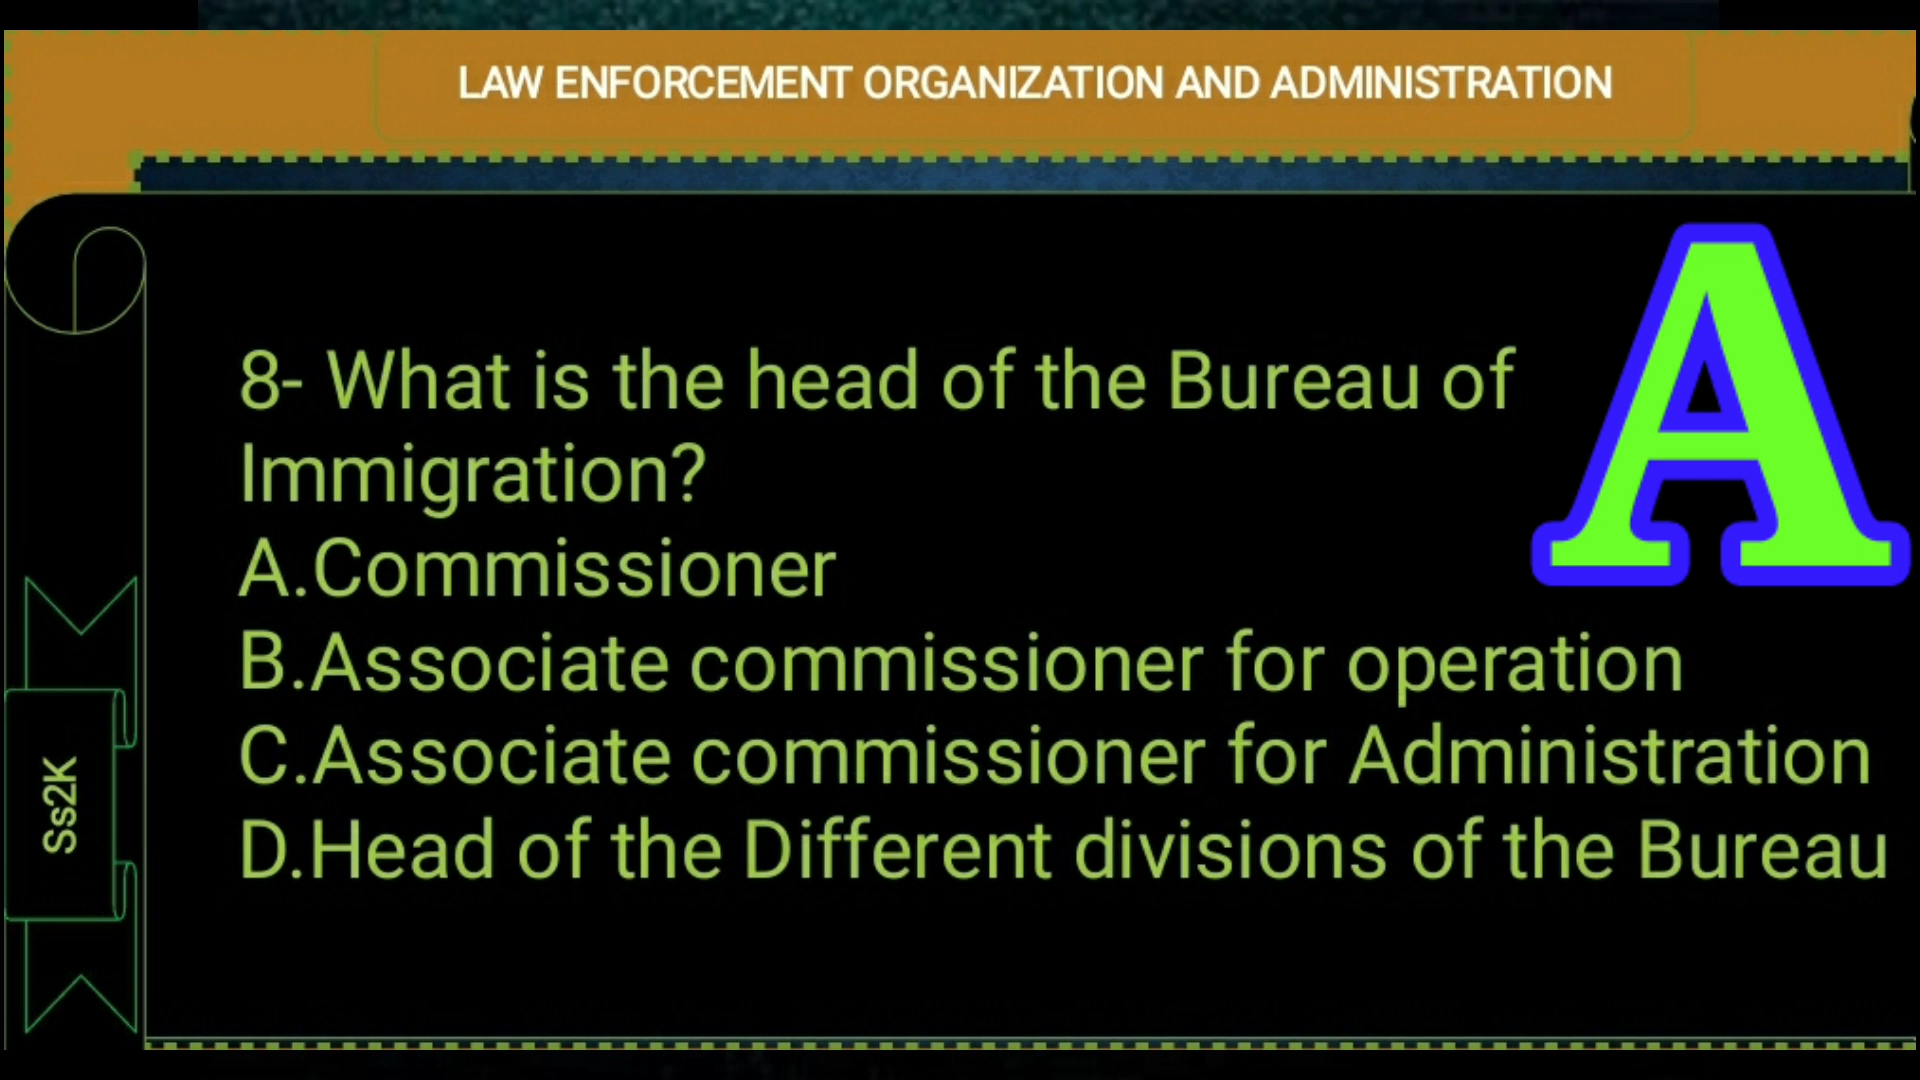 LAW ENFORCEMENT ORGANIZATION AND ADMINISTRATION
8- What is the head of the Bureau of
Immigration?
A.Commissioner
B.Associate commissioner for operation
C.Associate commissioner for Administration
D.Head of the Different divisions of the Bureau
A
Ss2K